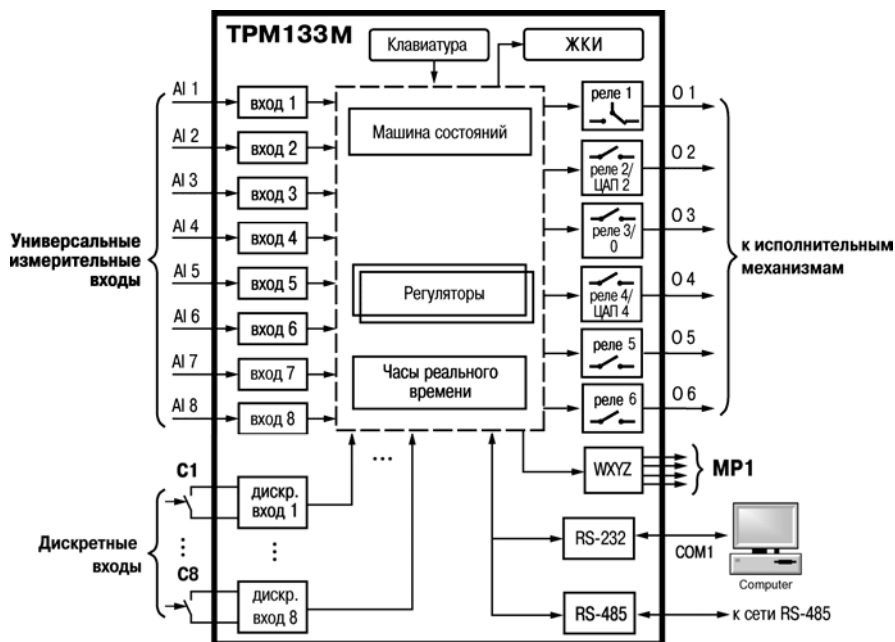 ТРМ133М
Клавиатура
ЖКИ
AI 1
вход 1
AI 2
вход 2
AI 3
вход 3
AI 4
вход 4
AI 5
вход 5
AI 6
вход 6
AI 7
вход 7
AI 8
вход 8
Универсальные
измерительные
входы
Машина состояний
Регуляторы
Часы реального
времени
реле 1
O 1
реле 2/
ЦАП 2
O 2
реле 3/
0
O 3
реле 4/
ЦАП 4
O 4
реле 5
O 5
реле 6
O 6
к исполнительным
механизмам
...
WXYZ
MP1
C1
дискр.
вход 1
Дискретные
входы
C8
дискр.
вход 8
RS-232
COM1
Computer
RS-485
к сети RS-485